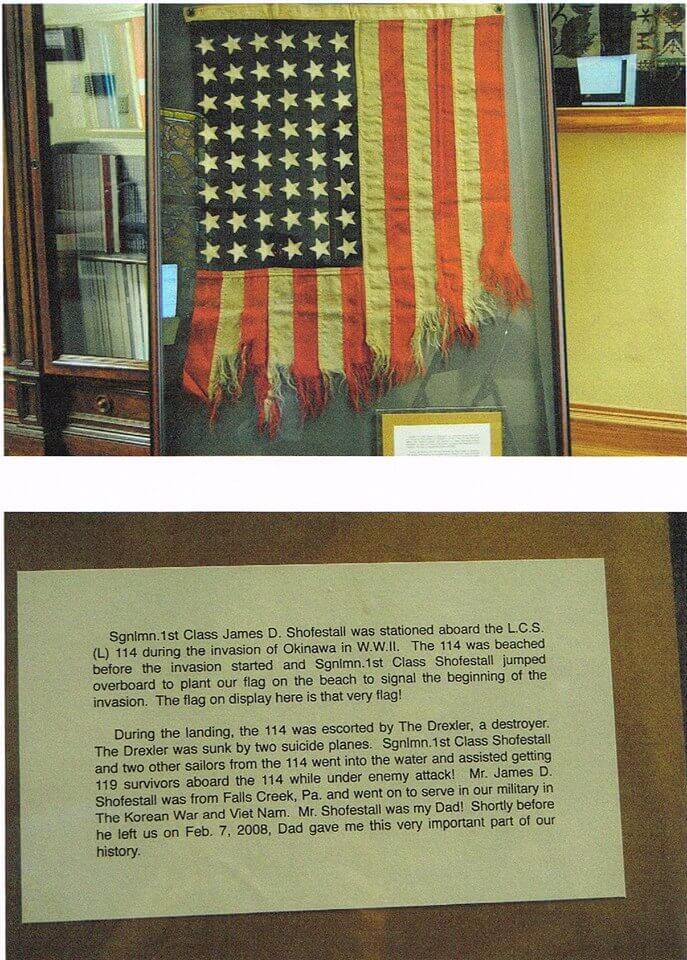 Sgnlmn.1st Class James D. Shofestall was stationed aboard the L.C.S.
(L) 114 during the invasion of Okinawa in W.W.II. The 114 was beached
before the invasion started and Sgnlmn.1st Class Shofestall jumped
overboard to plant our flag on the beach to signal the beginning of the
invasion. The flag on display here is that very flag!
During the landing, the 114 was escorted by The Drexler, a destroyer.
The Drexler was sunk by two suicide planes. Sgnlmn.1st Class Shofestall
and two other sailors from the 114 went into the water and assisted getting
119 survivors aboard the 114 while under enemy attack! Mr. James D.
Shofestall was from Falls Creek, Pa. and went on to serve in our military in
The Korean War and Viet Nam. Mr. Shofestall was my Dad! Shortly before
he left us on Feb. 7, 2008, Dad gave me this very important part of our
history.